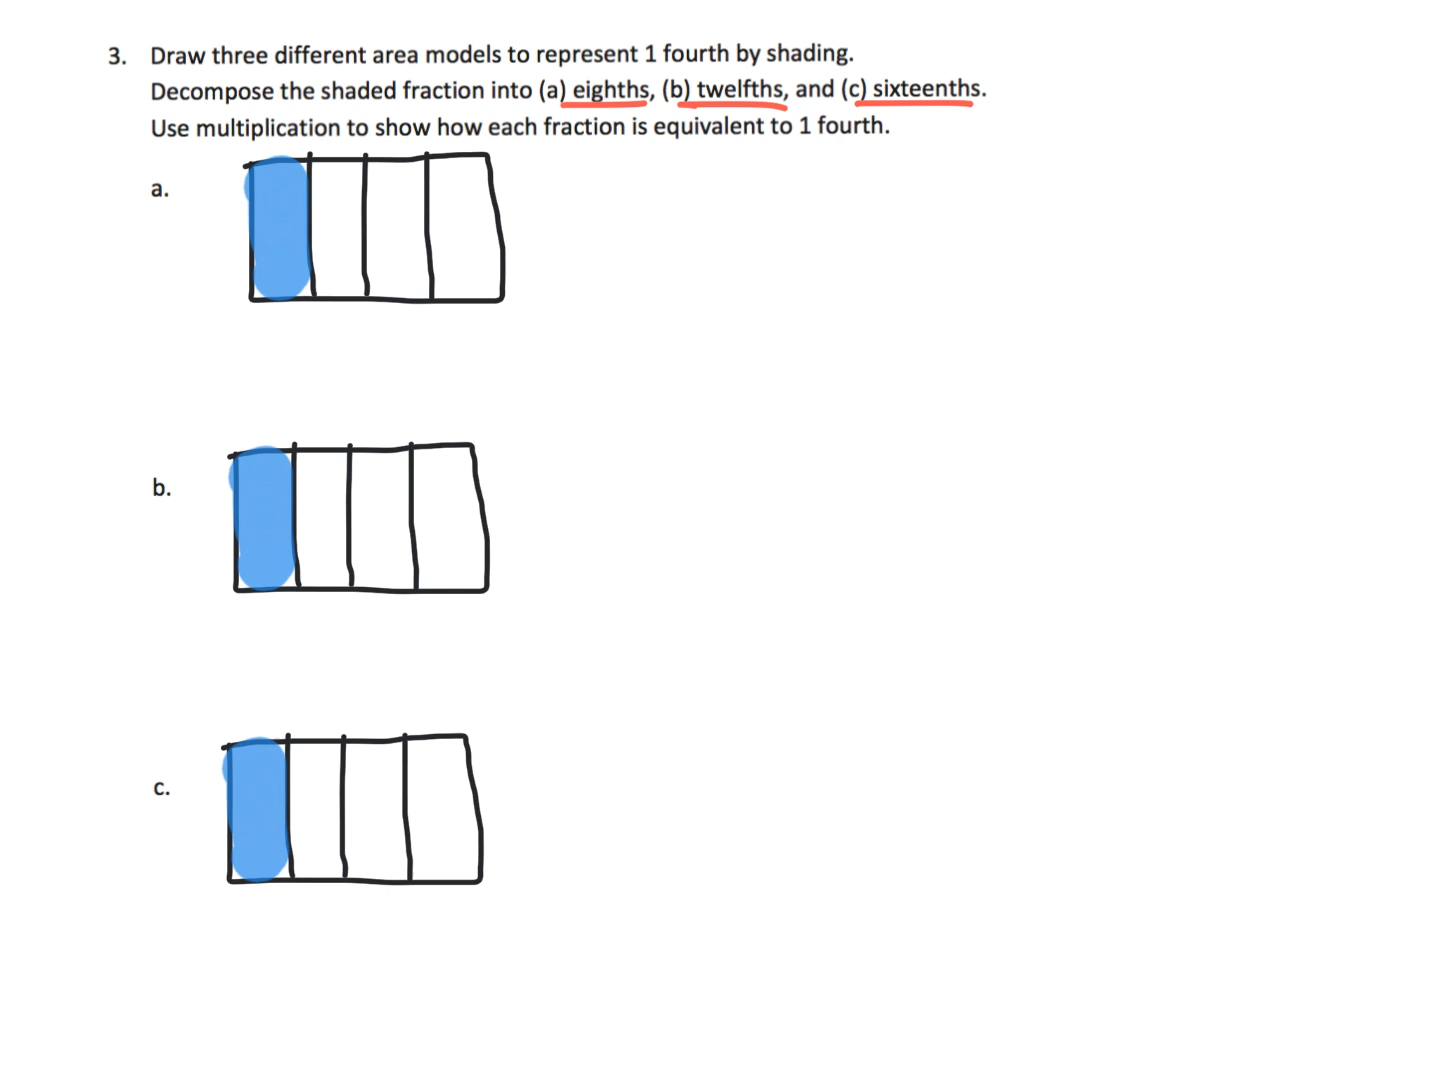 3. Draw three different area models to represent 1 fourth by shading.
Decompose the shaded fraction into (a) eighths, (b) twelfths, and (c) sixteenths.
Use multiplication to show how each fraction is equivalent to 1 fourth.
a.
b.
c.